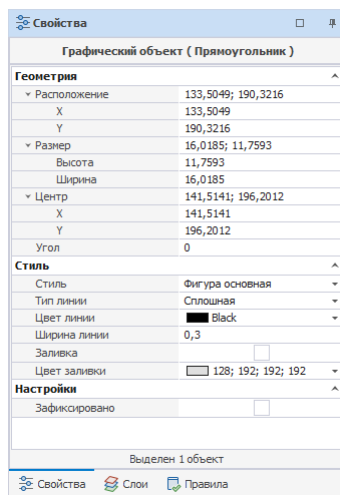 Свойства
Графический объект ( Прямоугольник )
Геометрия
Расположение 133,5049; 190,3216
X 133,5049
Y 190,3216
Размер 16,0185; 11,7593
Высота 11,7593
Ширина 16,0185
Центр 141,5141; 196,2012
X 141,5141
Y 196,2012
Угол 0
Стиль
Стиль Фигура основная
Тип линии Сплошная
Цвет линии Black
Ширина линии 0,3
Заливка
Цвет заливки 128; 192; 192; 192
Настройки
Зафиксировано
Выделен 1 объект
Свойства Слои Правила